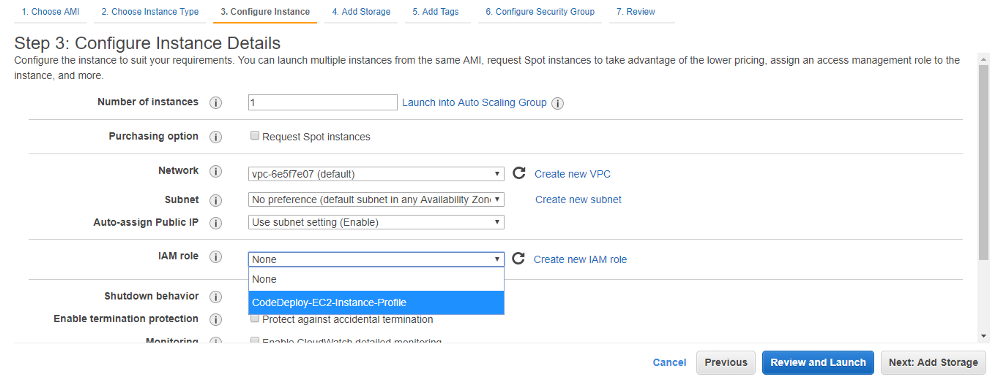 1. Choose AMI 2. Choose Instance Type 3. Configure Instance 4. Add Storage 5. Add Tags 6. Configure Security Group 7. Review
Step 3: Configure Instance Details
Configure the instance to suit your requirements. You can launch multiple instances from the same AMI, request Spot instances to take advantage of the lower pricing, assign an access management role to the
instance, and more.
Number of instances 1 Launch into Auto Scaling Group
Purchasing option Request Spot instances
Network vpc-6e5f7e07 (default) Create new VPC
Subnet No preference (default subnet in any Availability Zon Create new subnet
Auto-assign Public IP Use subnet setting (Enable)
IAM role None Create new IAM role
None
CodeDeploy-EC2-Instance-Profile
Shutdown behavior
Enable termination protection Protect against accidental termination
Monitoring Enable CloudWatch detailed monitoring
Cancel Previous Review and Launch Next: Add Storage